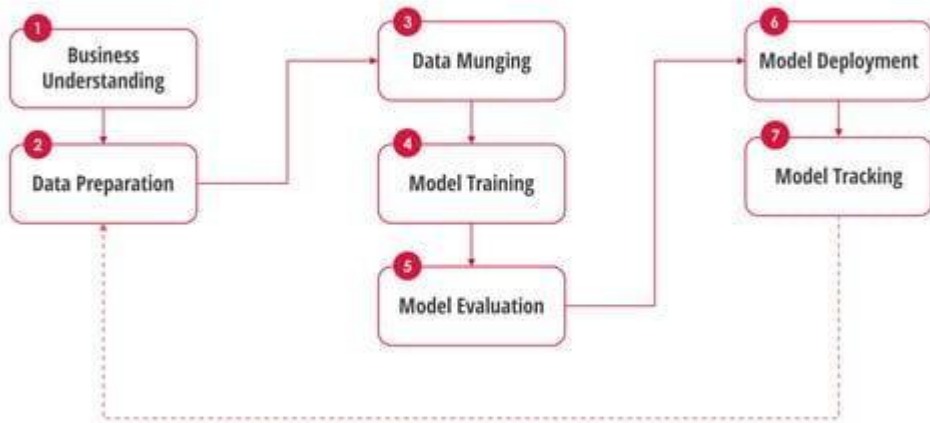 1
Business
Understanding
2
Data Preparation
3
Data Munging
4
Model Training
5
Model Evaluation
6
Model Deployment
7
Model Tracking